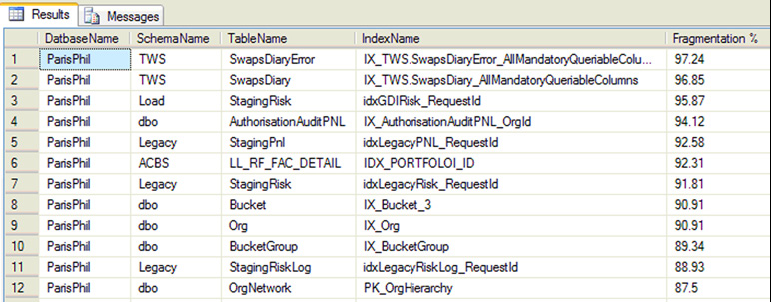 Results Messages
DatbaseName SchemaName TableName IndexName Fragmentation %
1 ParisPhil TWS SwapsDiaryError IX_TWS.SwapsDiaryError_AllMandatoryQueriableColu... 97.24
2 ParisPhil TWS SwapsDiary IX_TWS.SwapsDiary_AllMandatoryQueriableColumns 96.85
3 ParisPhil Load StagingRisk idxGDIRisk_RequestId 95.87
4 ParisPhil dbo AuthorisationAuditPNL IX_AuthorisationAuditPNL_OrgId 94.12
5 ParisPhil Legacy StagingPnl idxLegacyPNL_RequestId 92.58
6 ParisPhil ACBS LL_RF_FAC_DETAIL IDX_PORTFOLOI_ID 92.31
7 ParisPhil Legacy StagingRisk idxLegacyRisk_RequestId 91.81
8 ParisPhil dbo Bucket IX_Bucket_3 90.91
9 ParisPhil dbo Org IX_Org 90.91
10 ParisPhil dbo BucketGroup IX_BucketGroup 89.34
11 ParisPhil Legacy StagingRiskLog idxLegacyRiskLog_RequestId 88.93
12 ParisPhil dbo OrgNetwork PK_OrgHierarchy 87.5